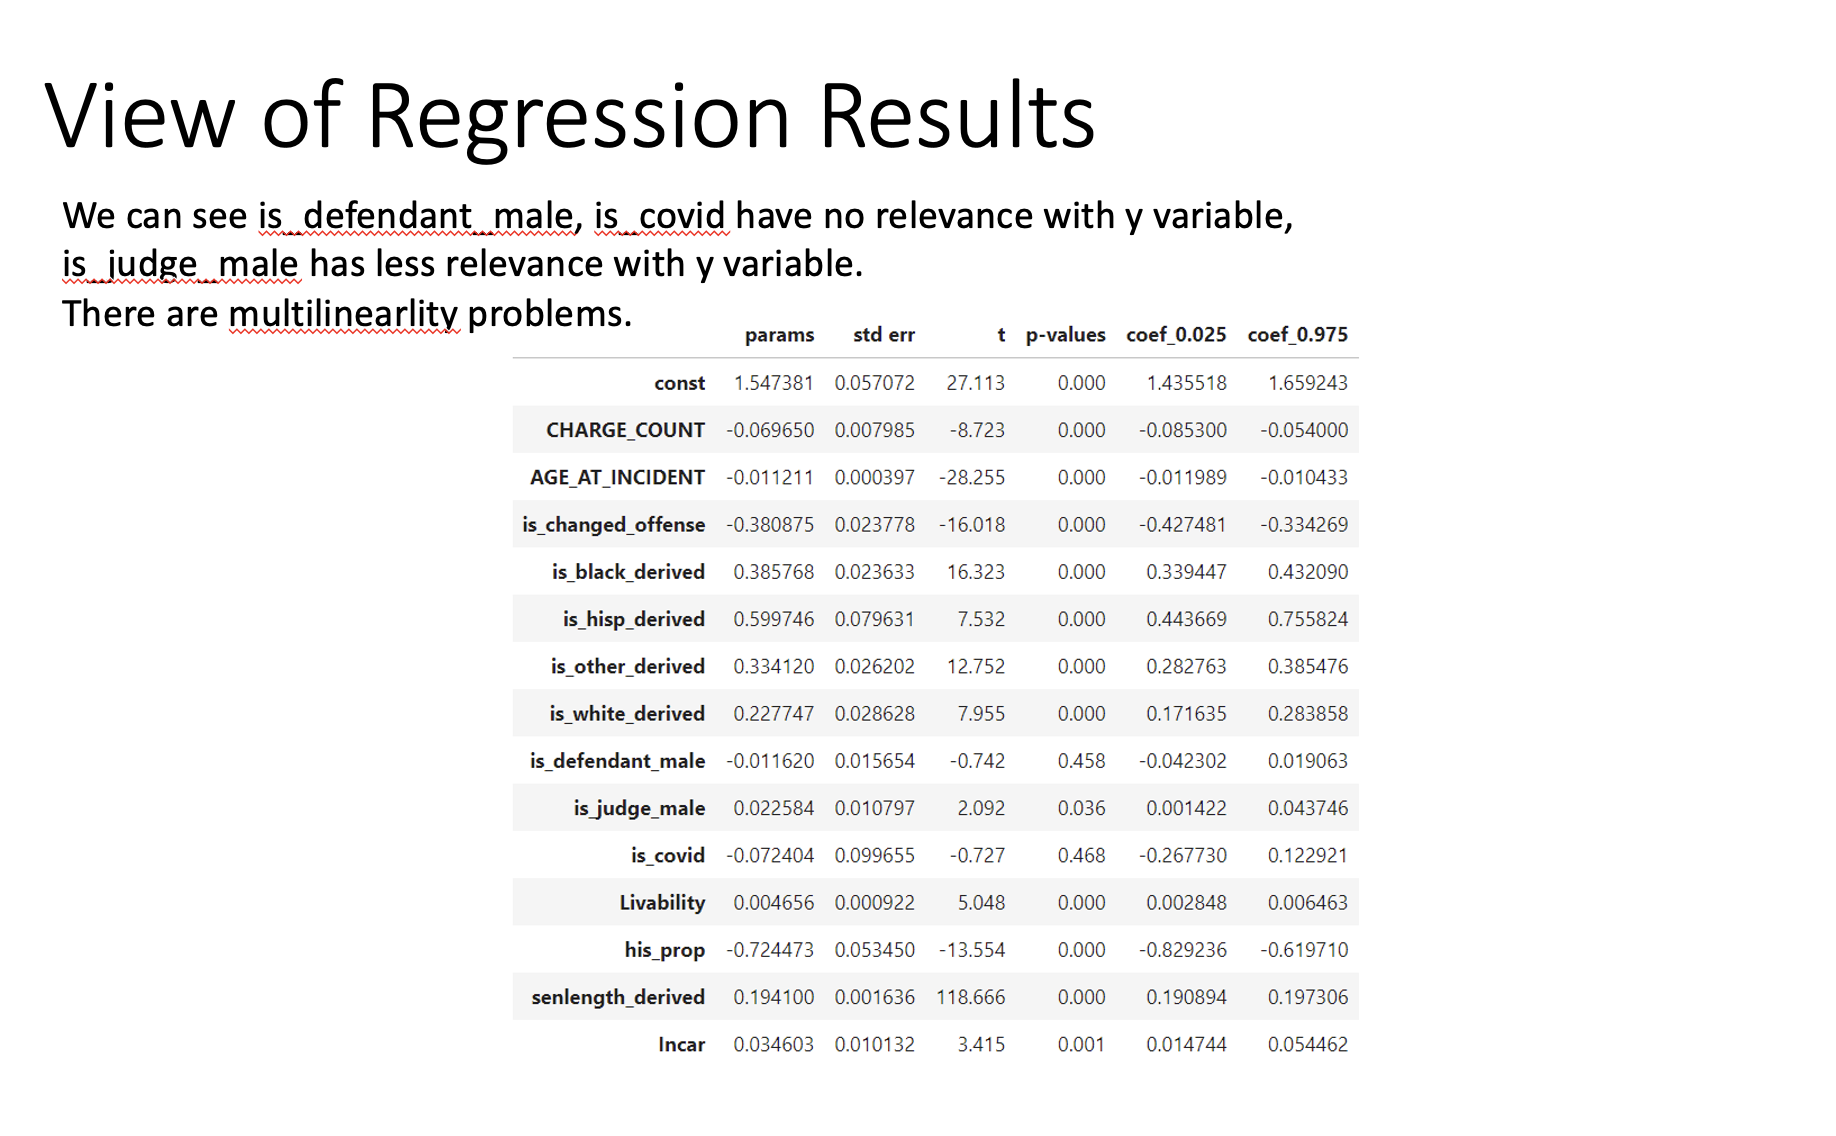 View of Regression Results
We can see is_defendant_male, is_covid have no relevance with y variable,
is_judge_male has less relevance with y variable.
There are multilinearlity problems.
params std err t p-values coef_0.025 coef_0.975
const 1.547381 0.057072 27.113 0.000 1.435518 1.659243
CHARGE_COUNT -0.069650 0.007985 -8.723 0.000 -0.085300 -0.054000
AGE_AT_INCIDENT -0.011211 0.000397 -28.255 0.000 -0.011989 -0.010433
is_changed_offense -0.380875 0.023778 -16.018 0.000 -0.427481 -0.334269
is_black_derived 0.385768 0.023633 16.323 0.000 0.339447 0.432090
is_hisp_derived 0.599746 0.079631 7.532 0.000 0.443669 0.755824
is_other_derived 0.334120 0.026202 12.752 0.000 0.282763 0.385476
is_white_derived 0.227747 0.028628 7.955 0.000 0.171635 0.283858
is_defendant_male -0.011620 0.015654 -0.742 0.458 -0.042302 0.019063
is_judge_male 0.022584 0.010797 2.092 0.036 0.001422 0.043746
is_covid -0.072404 0.099655 -0.727 0.468 -0.267730 0.122921
Livability 0.004656 0.000922 5.048 0.000 0.002848 0.006463
his_prop -0.724473 0.053450 -13.554 0.000 -0.829236 -0.619710
senlength_derived 0.194100 0.001636 118.666 0.000 0.190894 0.197306
Incar 0.034603 0.010132 3.415 0.001 0.014744 0.054462